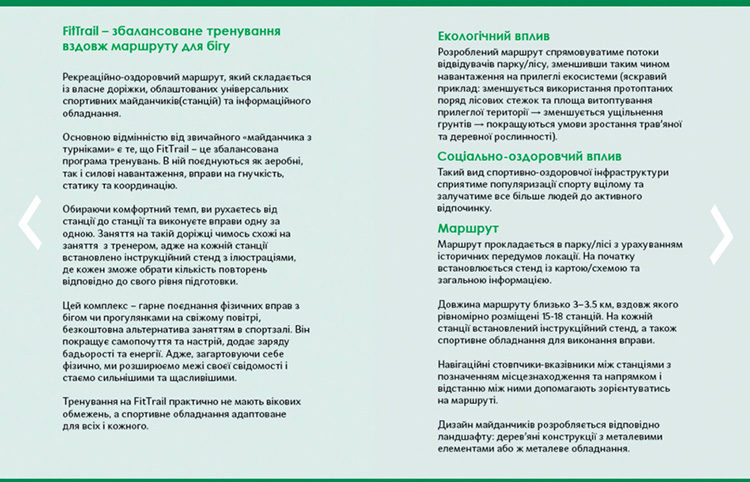 FitTrail – збалансоване тренування
вздовж маршруту для бігу
Рекреаційно-оздоровчий маршрут, який складається
із власне доріжки, облаштованих універсальних
спортивних майданчиків(станцій) та інформаційного
обладнання.
Основною відмінністю від звичайного «майданчика з
турніками» є те, що FitTrail – це збалансована
програма тренувань. В ній поєднуються як аеробні,
так і силові навантаження, вправи на гнучкість,
статику та координацію.
Обираючи комфортний темп, ви рухаєтесь від
станції до станції та виконуєте вправи одну за
одною. Заняття на такій доріжці чимось схожі на
заняття з тренером, адже на кожній станції
встановлено інструкційний стенд з ілюстраціями,
де кожен зможе обрати кількість повторень
відповідно до свого рівня підготовки.
Цей комплекс – гарне поєднання фізичних вправ з
бігом чи прогулянками на свіжому повітрі,
безкоштовна альтернатива заняттям в спортзалі. Він
покращує самопочуття та настрій, додає заряду
бадьорості та енергії. Адже, загартовуючи себе
фізично, ми розширюємо межі своєї свідомості і
стаємо сильнішими та щасливішими.
Тренування на FitTrail практично не мають вікових
обмежень, а спортивне обладнання адаптоване
для всіх і кожного.
Екологічний вплив
Розроблений маршрут спрямовуватиме потоки
відвідувачів парку/лісу, зменшивши таким чином
навантаження на прилеглі екосистеми (яскравий
приклад: зменшується використання протоптаних
поряд лісових стежок та площа витоптування
прилеглої території → зменшується ущільнення
ґрунтів → покращуються умови зростання трав’яної
та деревної рослинності).
Соціально-оздоровчий вплив
Такий вид спортивно-оздоровчої інфраструктури
сприятиме популяризації спорту вцілому та
залучатиме все більше людей до активного
відпочинку.
Маршрут
Маршрут прокладається в парку/лісі з урахуванням
історичних передумов локації. На початку
встановлюється стенд із картою/схемою та
загальною інформацією.
Довжина маршруту близько 3–3.5 км, вздовж якого
рівномірно розміщені 15-18 станцій. На кожній
станції встановлений інструкційний стенд, а також
спортивне обладнання для виконання вправи.
Навігаційні стовпчики-вказівники між станціями з
позначенням місцезнаходження та напрямком і
відстанню між ними допомагають зорієнтуватись
на маршруті.
Дизайн майданчиків розробляється відповідно
ландшафту: дерев’яні конструкції з металевими
елементами або ж металеве обладнання.